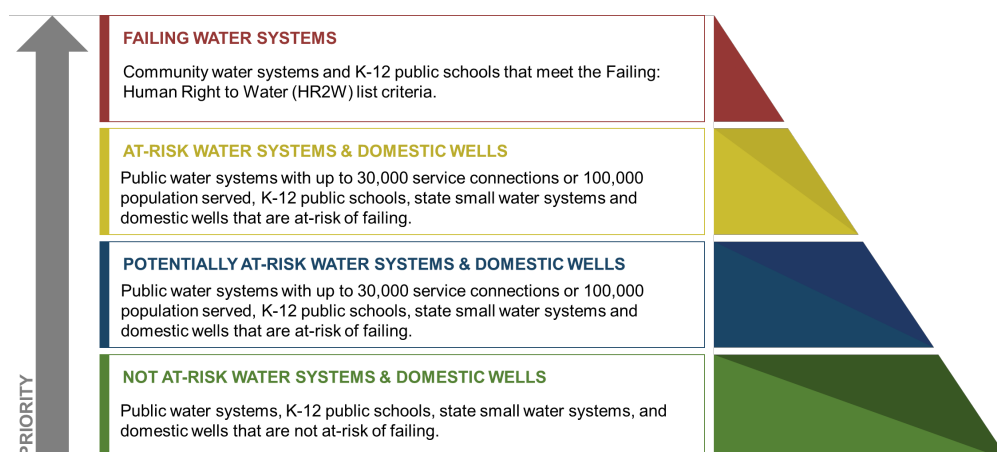 FAILING WATER SYSTEMS
Community water systems and K-12 public schools that meet the Failing:
Human Right to Water (HR2W) list criteria.
AT-RISK WATER SYSTEMS & DOMESTIC WELLS
Public water systems with up to 30,000 service connections or 100,000
population served, K-12 public schools, state small water systems and
domestic wells that are at-risk of failing.
POTENTIALLY AT-RISK WATER SYSTEMS & DOMESTIC WELLS
Public water systems with up to 30,000 service connections or 100,000
population served, K-12 public schools, state small water systems and
domestic wells that are at-risk of failing.
NOT AT-RISK WATER SYSTEMS & DOMESTIC WELLS
Public water systems, K-12 public schools, state small water systems, and
domestic wells that are not at-risk of failing.
PRIORITY